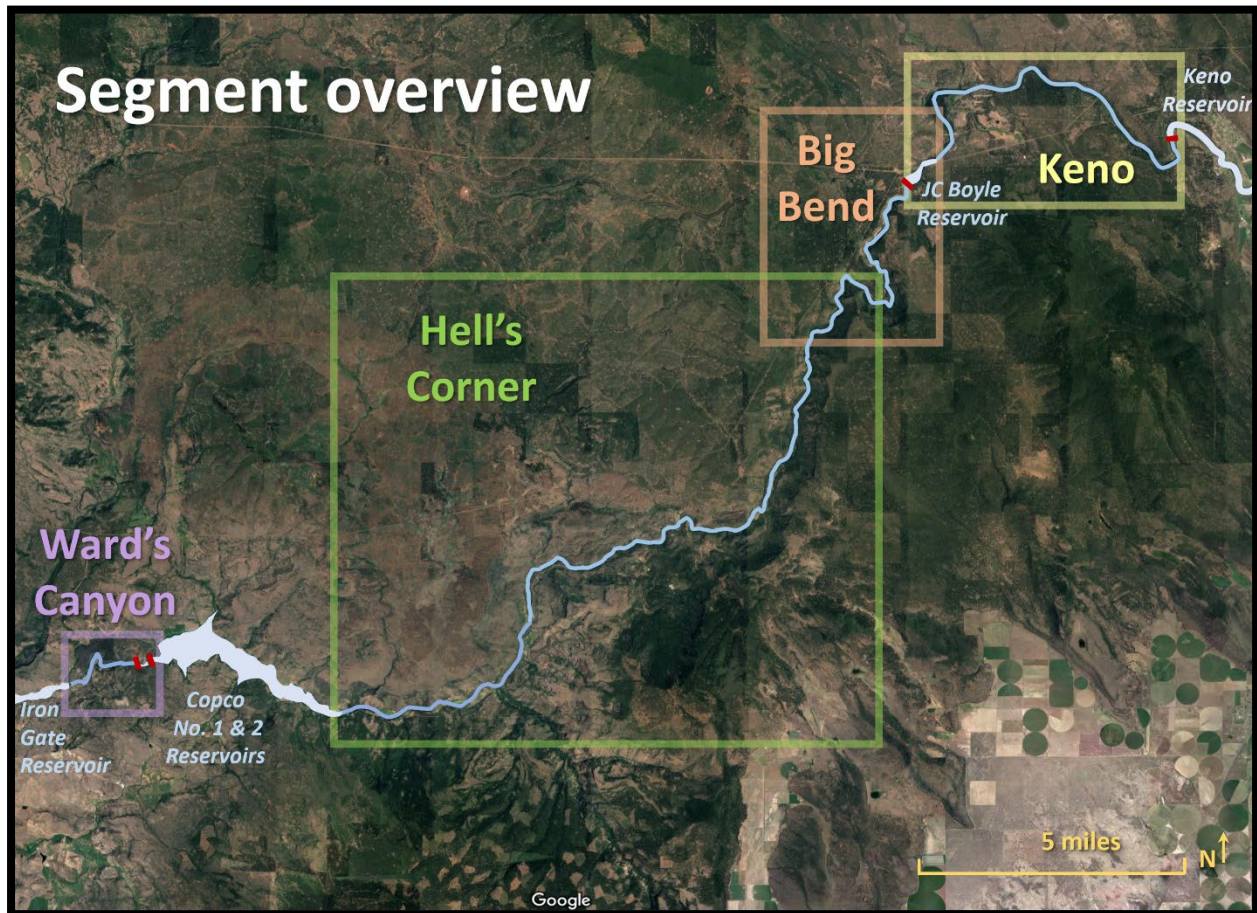 Segment overview
Keno
Reservoir
Big
Bend
Keno
JC Boyle
Reservoir
Hell's
Corner
Ward's
Canyon
Iron
Gate
Reservoir
Copco
No. 1 & 2
Reservoirs
5 miles
N
Google